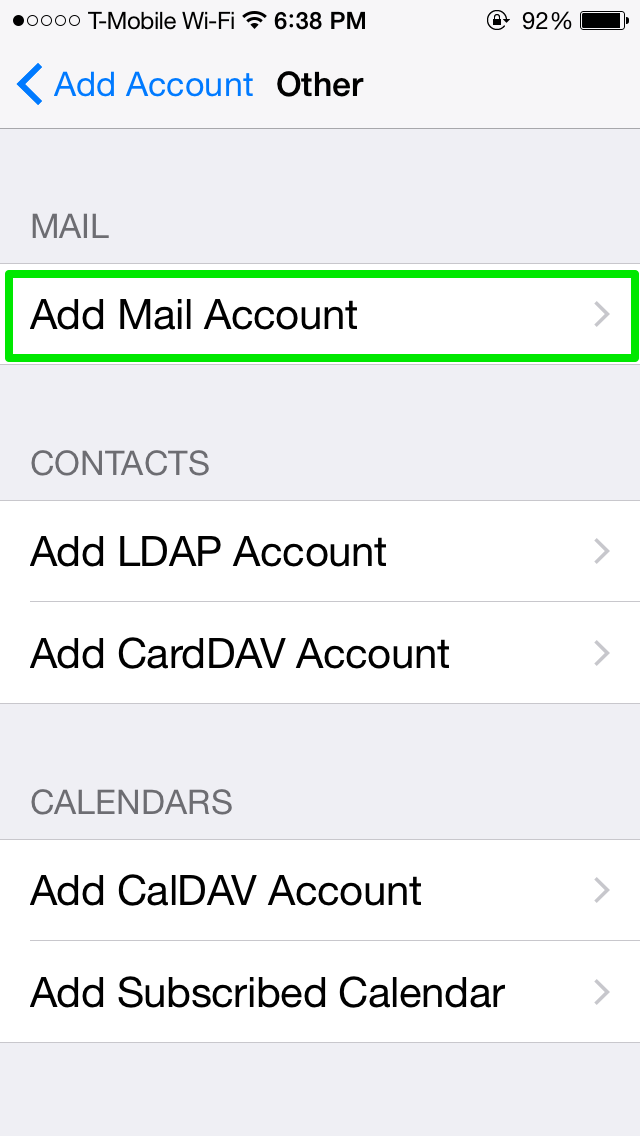 T-Mobile Wi-Fi 6:38 PM 92%
Add Account Other
MAIL
Add Mail Account
CONTACTS
Add LDAP Account
Add CardDAV Account
CALENDARS
Add CalDAV Account
Add Subscribed Calendar